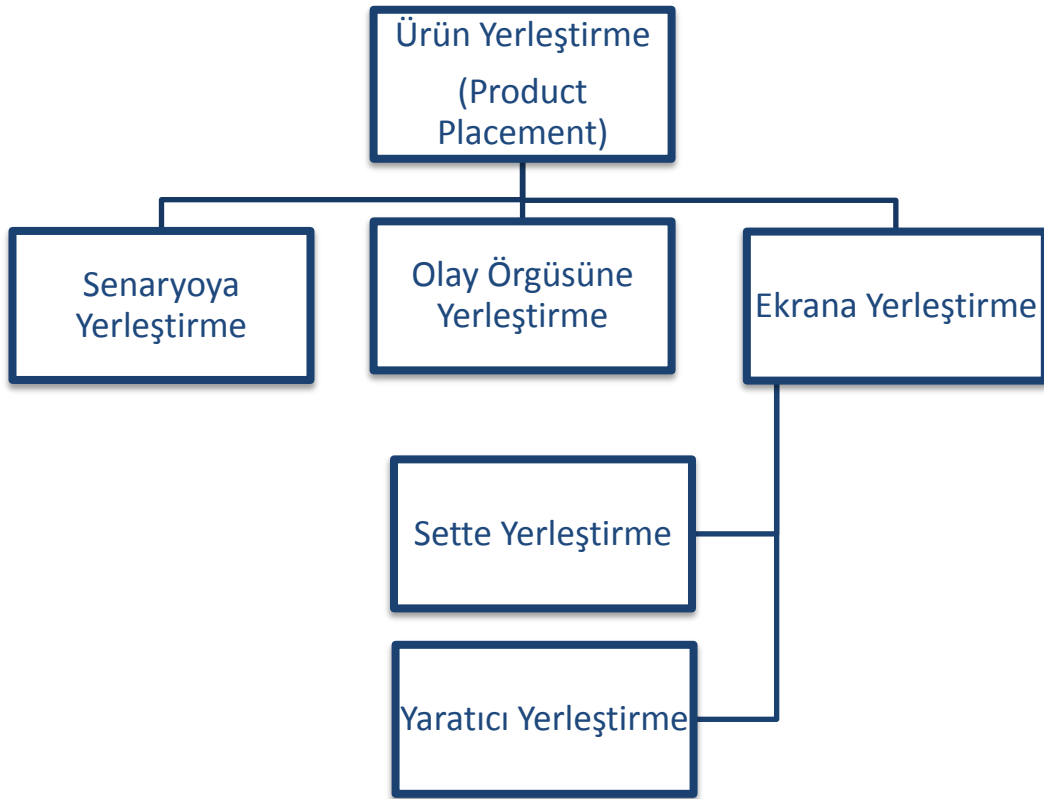 Ürün Yerleştirme
(Product
Placement)
Senaryoya
Yerleştirme
Olay Örgüsüne
Yerleştirme
Ekrana Yerleştirme
Sette Yerleştirme
Yaratıcı Yerleştirme